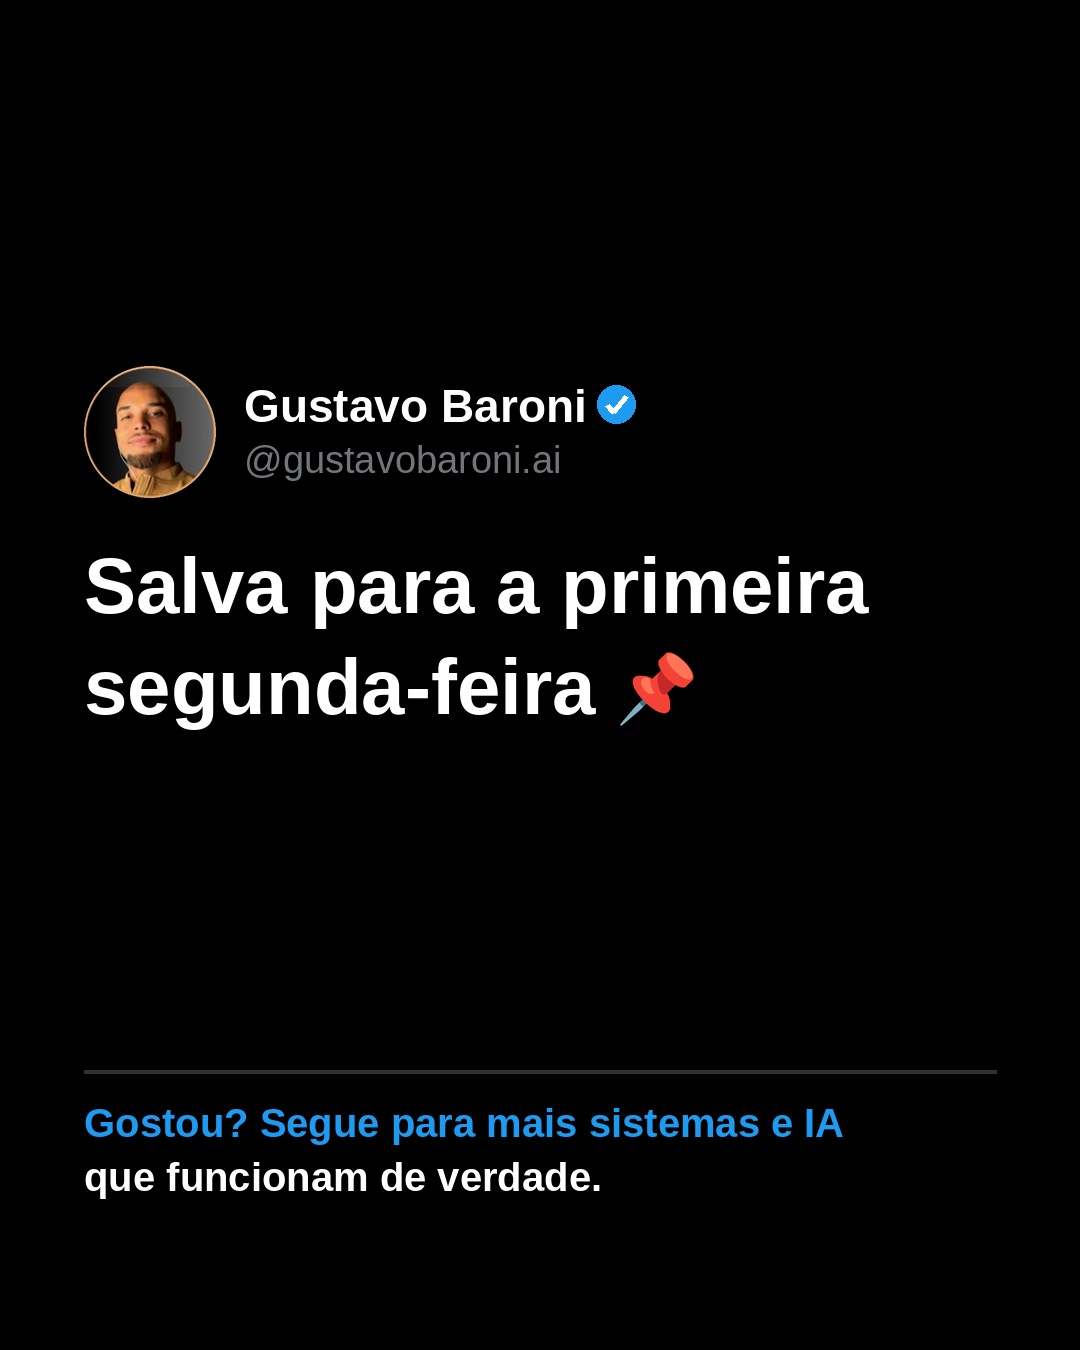 Gustavo Baroni
@gustavobaroni.ai
Salva para a primeira
segunda-feira 📌
Gostou? Segue para mais sistemas e IA
que funcionam de verdade.